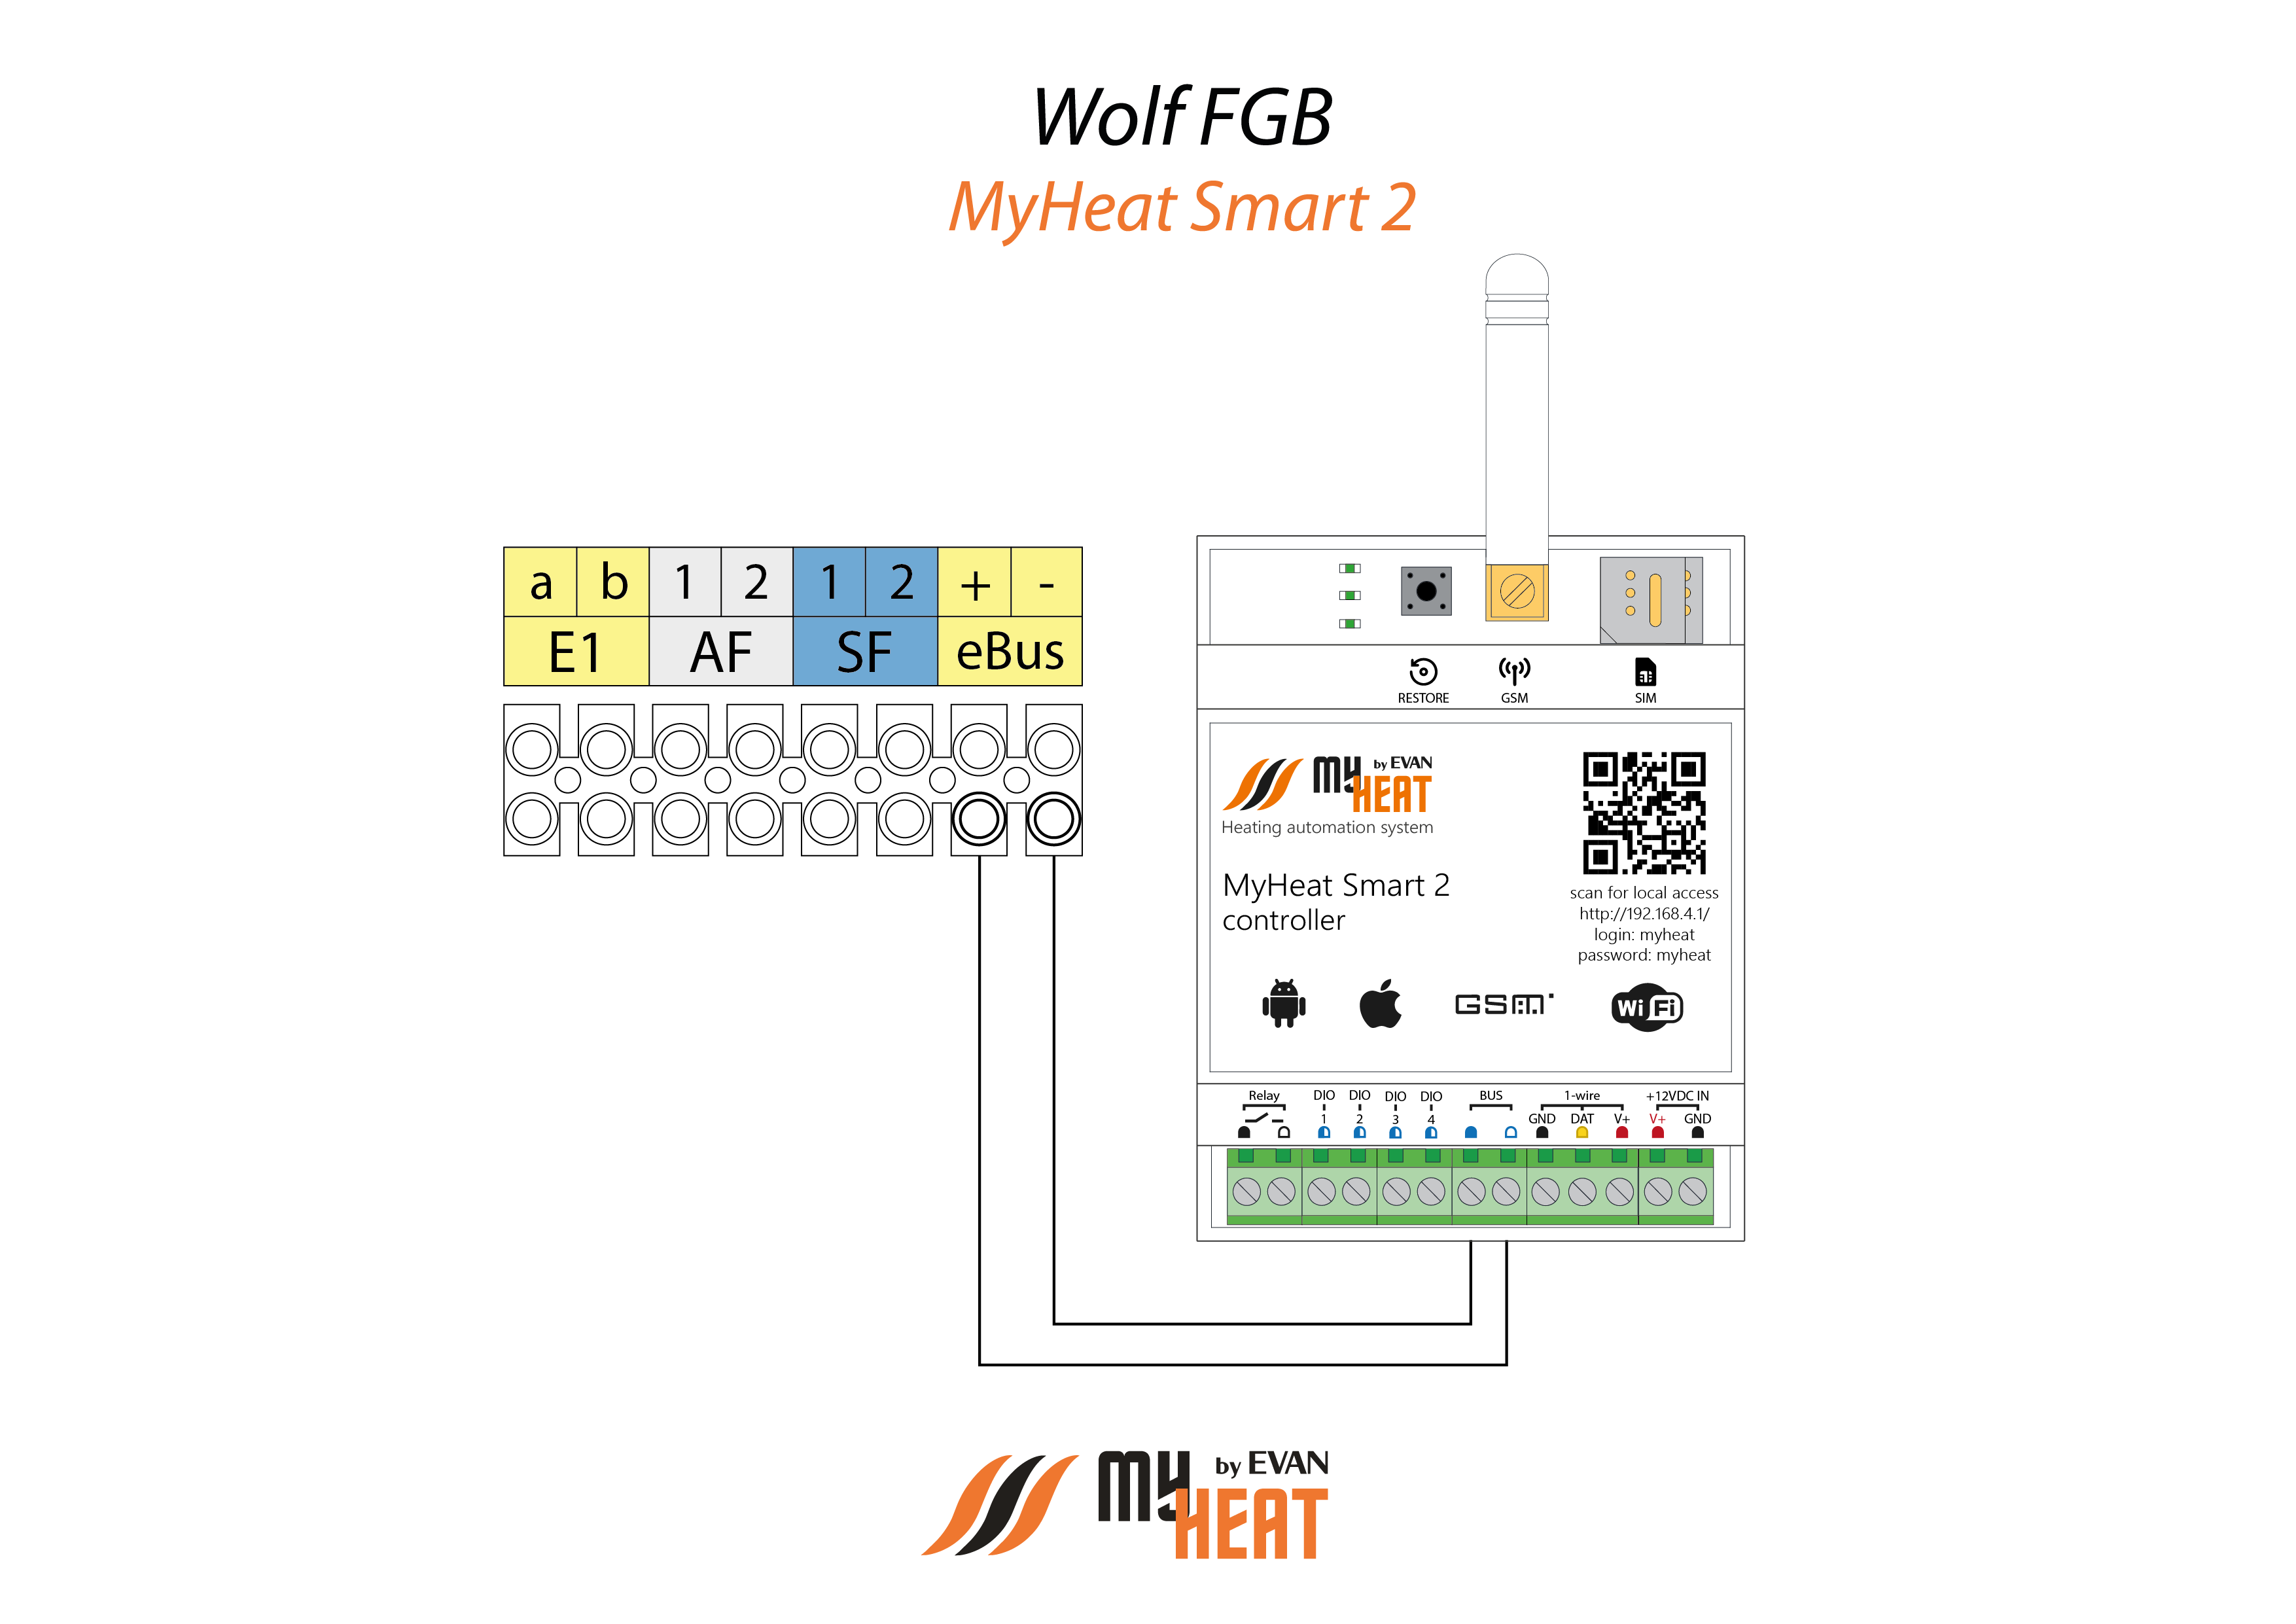 Wolf FGB
MyHeat Smart 2
a b 1 2 1 2 + -
E1 AF SF eBus
RESTORE GSM SIM
MY by EVAN
HEAT
Heating automation system
MyHeat Smart 2
controller
scan for local access
http://192.168.4.1/
login: myheat
password: myheat
GSM WiFi
Relay DIO DIO DIO DIO BUS 1-wire +12VDC IN
1 2 3 4 GND DAT V+ V+ GND
MY by EVAN
HEAT